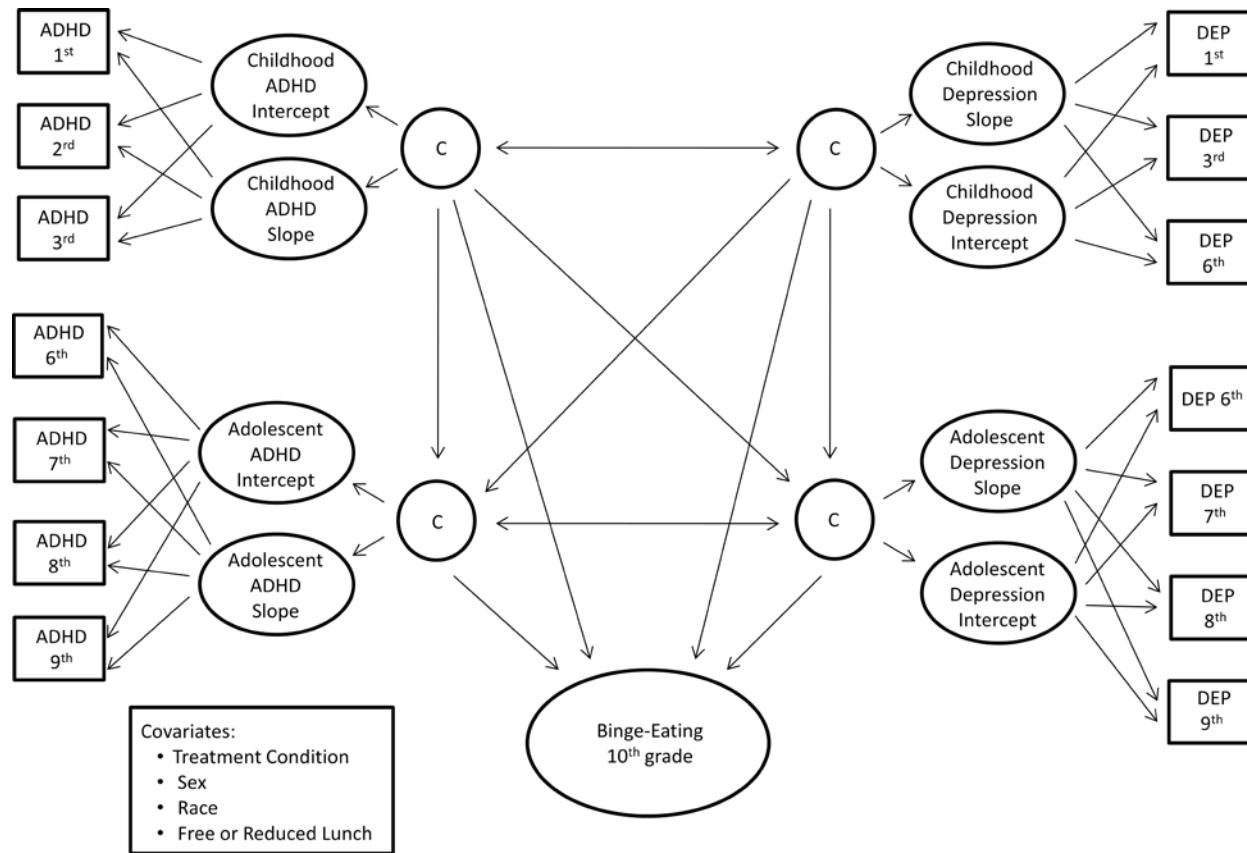 ADHD
1st
ADHD
2rd
ADHD
3rd
Childhood
ADHD
Intercept
Childhood
ADHD
Slope
C
C
Childhood
Depression
Slope
Childhood
Depression
Intercept
DEP
1st
DEP
3rd
DEP
6th
ADHD
6th
ADHD
7th
ADHD
8th
ADHD
9th
Adolescent
ADHD
Intercept
Adolescent
ADHD
Slope
C
C
Adolescent
Depression
Slope
Adolescent
Depression
Intercept
DEP 6th
DEP
7th
DEP
8th
DEP
9th
Covariates:
• Treatment Condition
• Sex
• Race
• Free or Reduced Lunch
Binge-Eating
10th grade